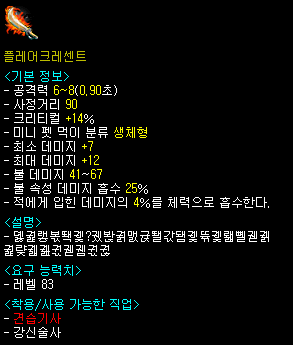 플레어크레센트
<기본 정보>
- 공격력 6~8(0.90초)
- 사정거리 90
- 크리티컬 +14%
- 미니 펫 먹이 분류 생체형
- 최소 데미지 +7
- 최대 데미지 +12
- 불 데미지 41~67
- 불 속성 데미지 흡수 25%
- 적에게 입힌 데미지의 4%를 체력으로 흡수한다.
<설명>
<요구 능력치>
- 레벨 83
<착용/사용 가능한 직업>
- 견습기사
- 강신술사